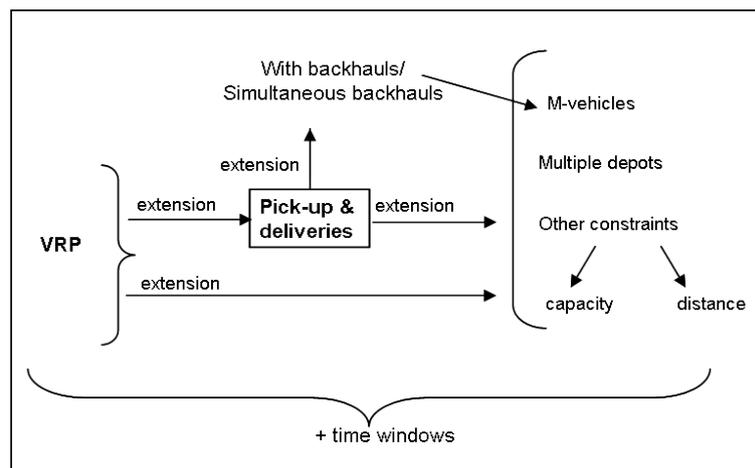 With backhauls/
Simultaneous backhauls
M-vehicles
extension
Multiple depots
extension
Pick-up &
deliveries
extension
Other constraints
VRP
extension
capacity
distance
+ time windows